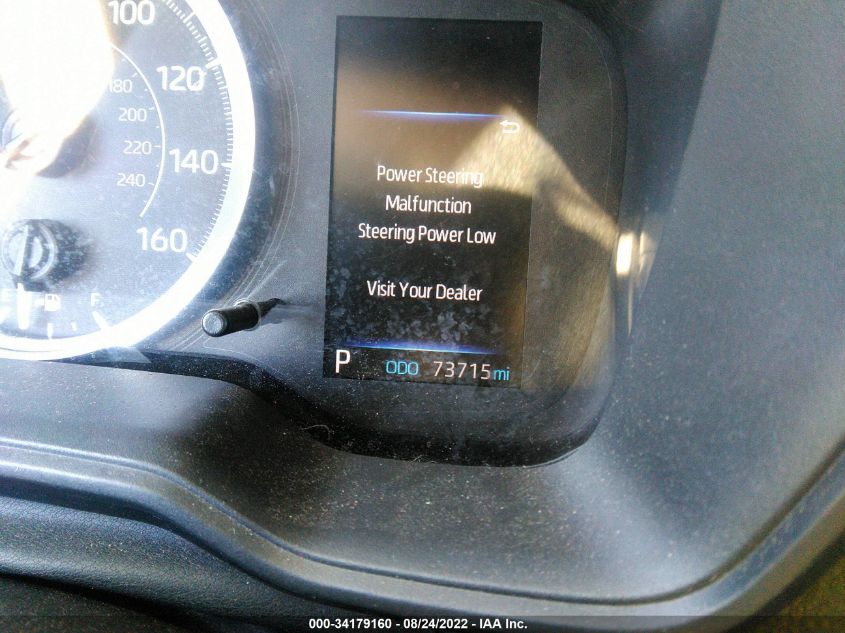 100
120
140
160
180
200
220
240
E
F
Power Steering
Malfunction
Steering Power Low
Visit Your Dealer
P ODO 73715 mi
000-34179160 - 08/24/2022 - IAA Inc.